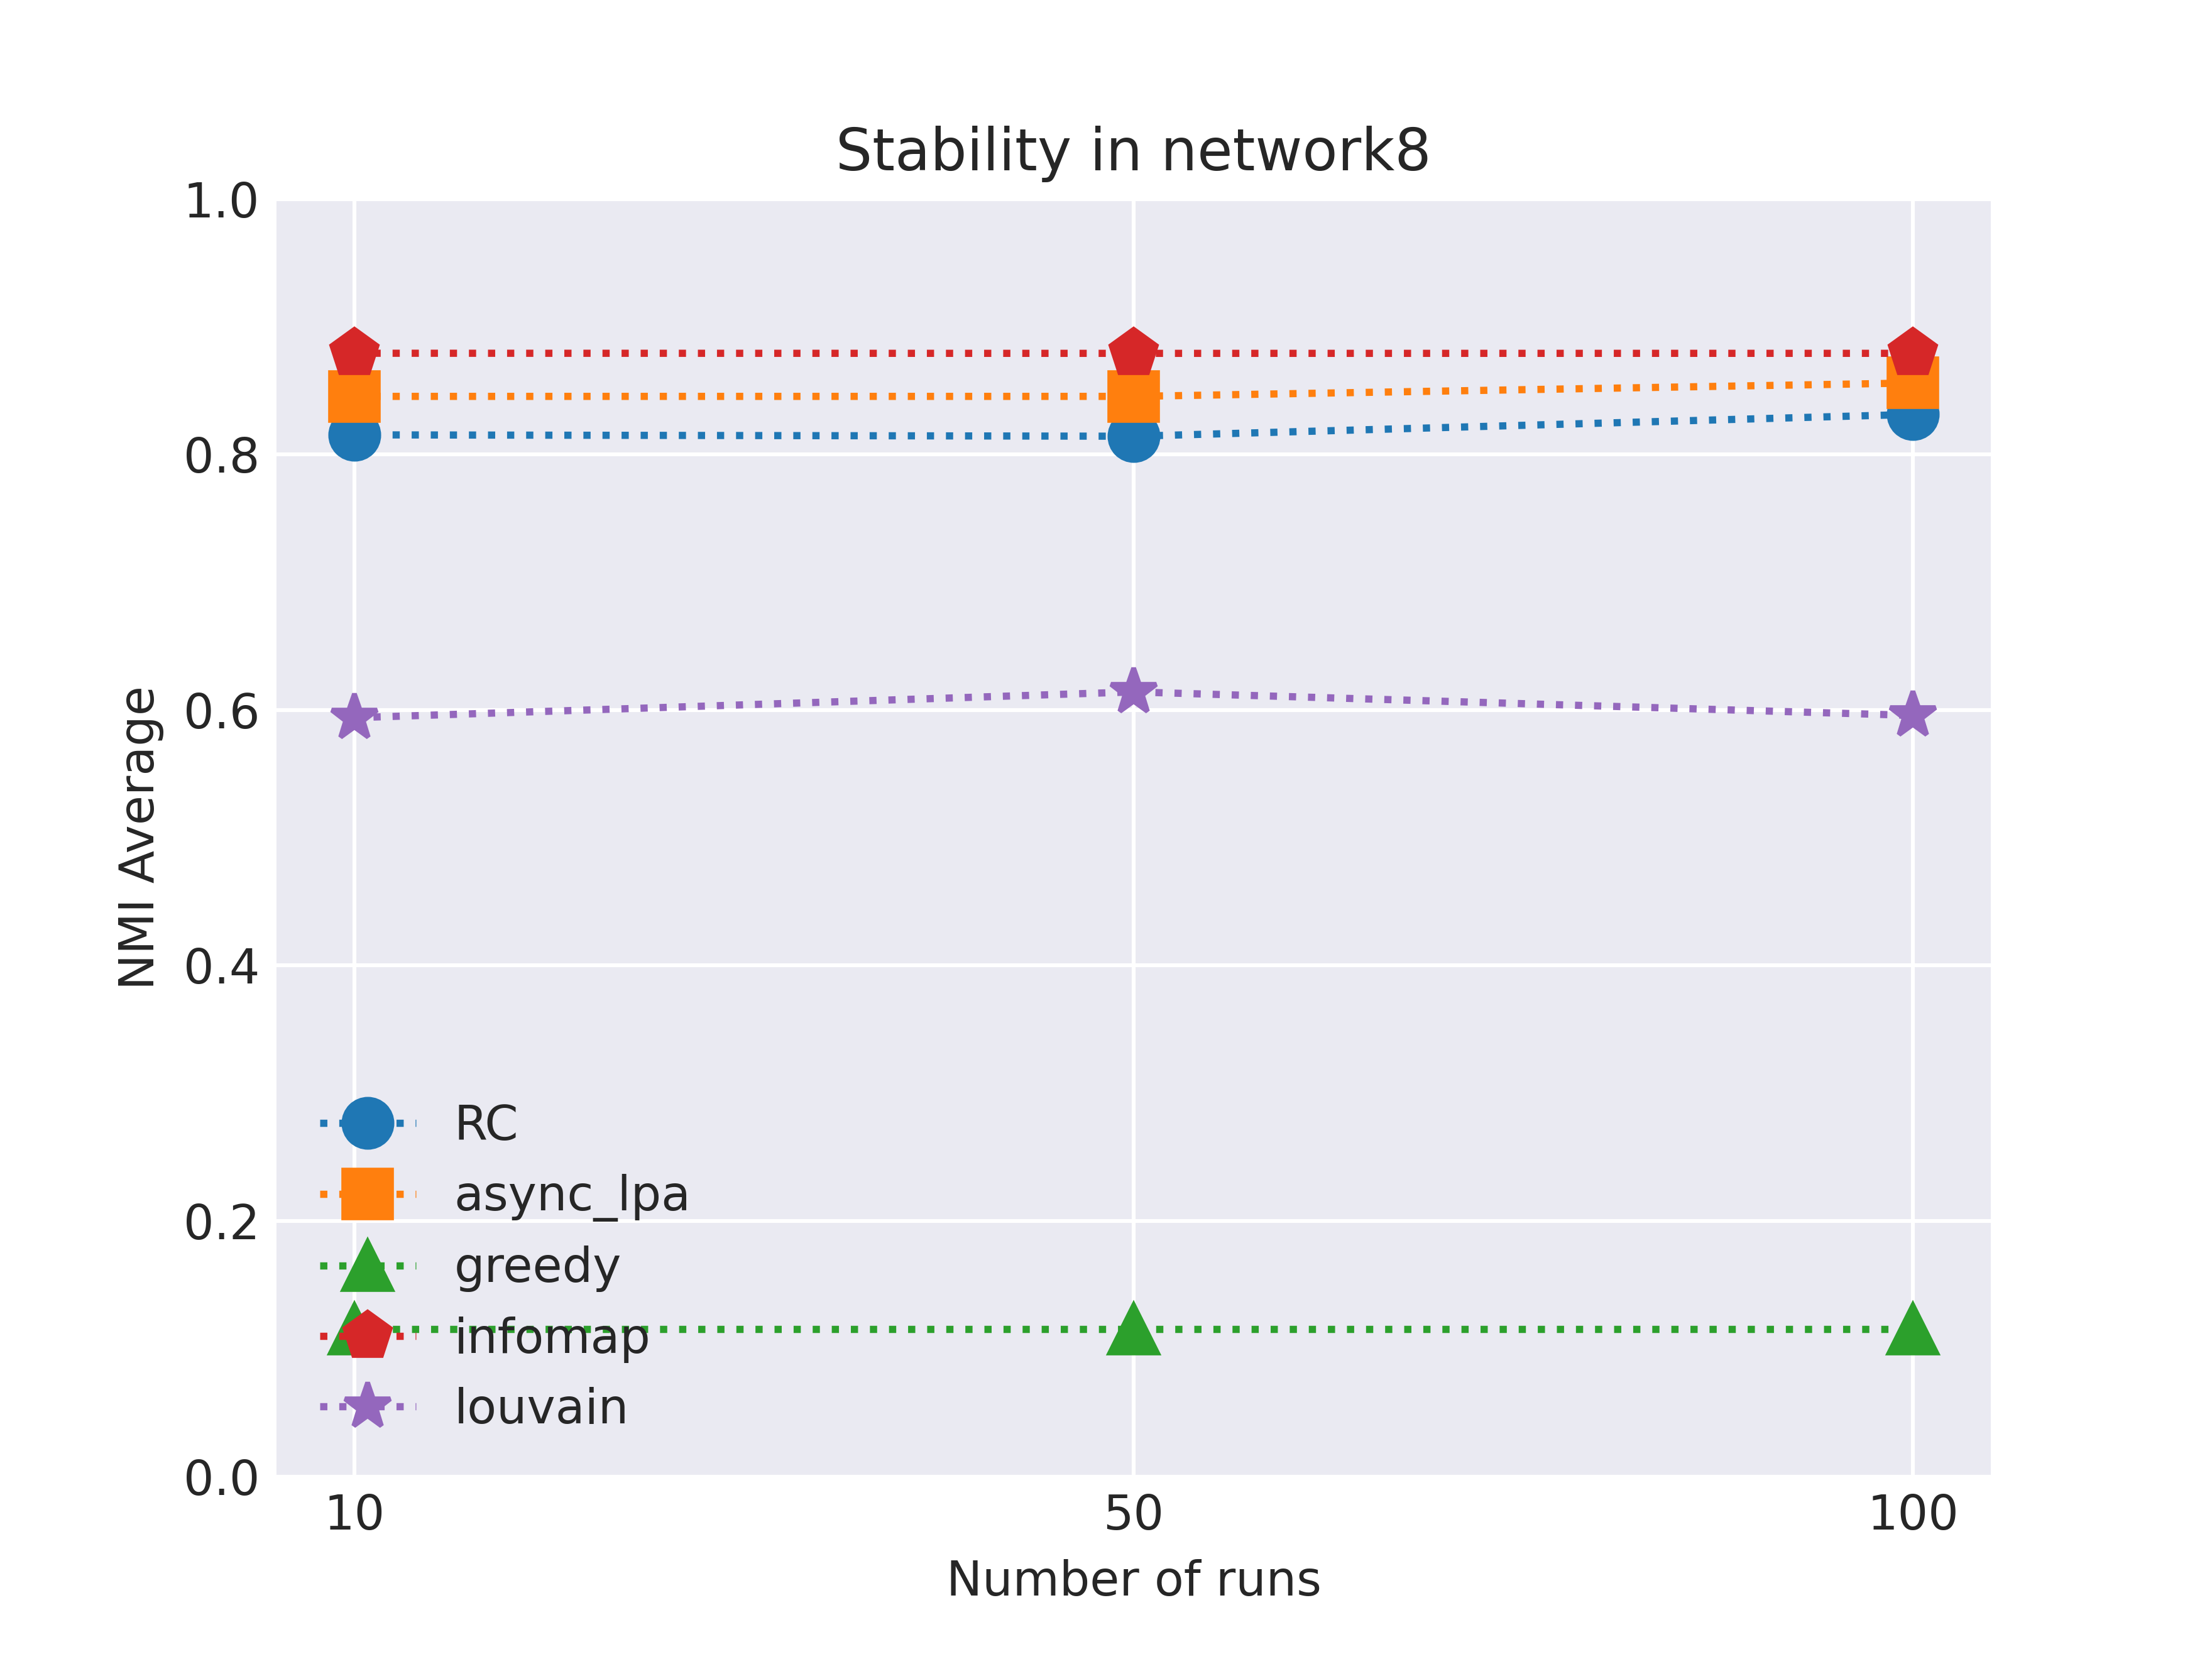 Stability in network8
1.0
0.8
0.6
0.4
0.2
0.0
NMI Average
RC
async_lpa
greedy
infomap
louvain
10 50 100
Number of runs